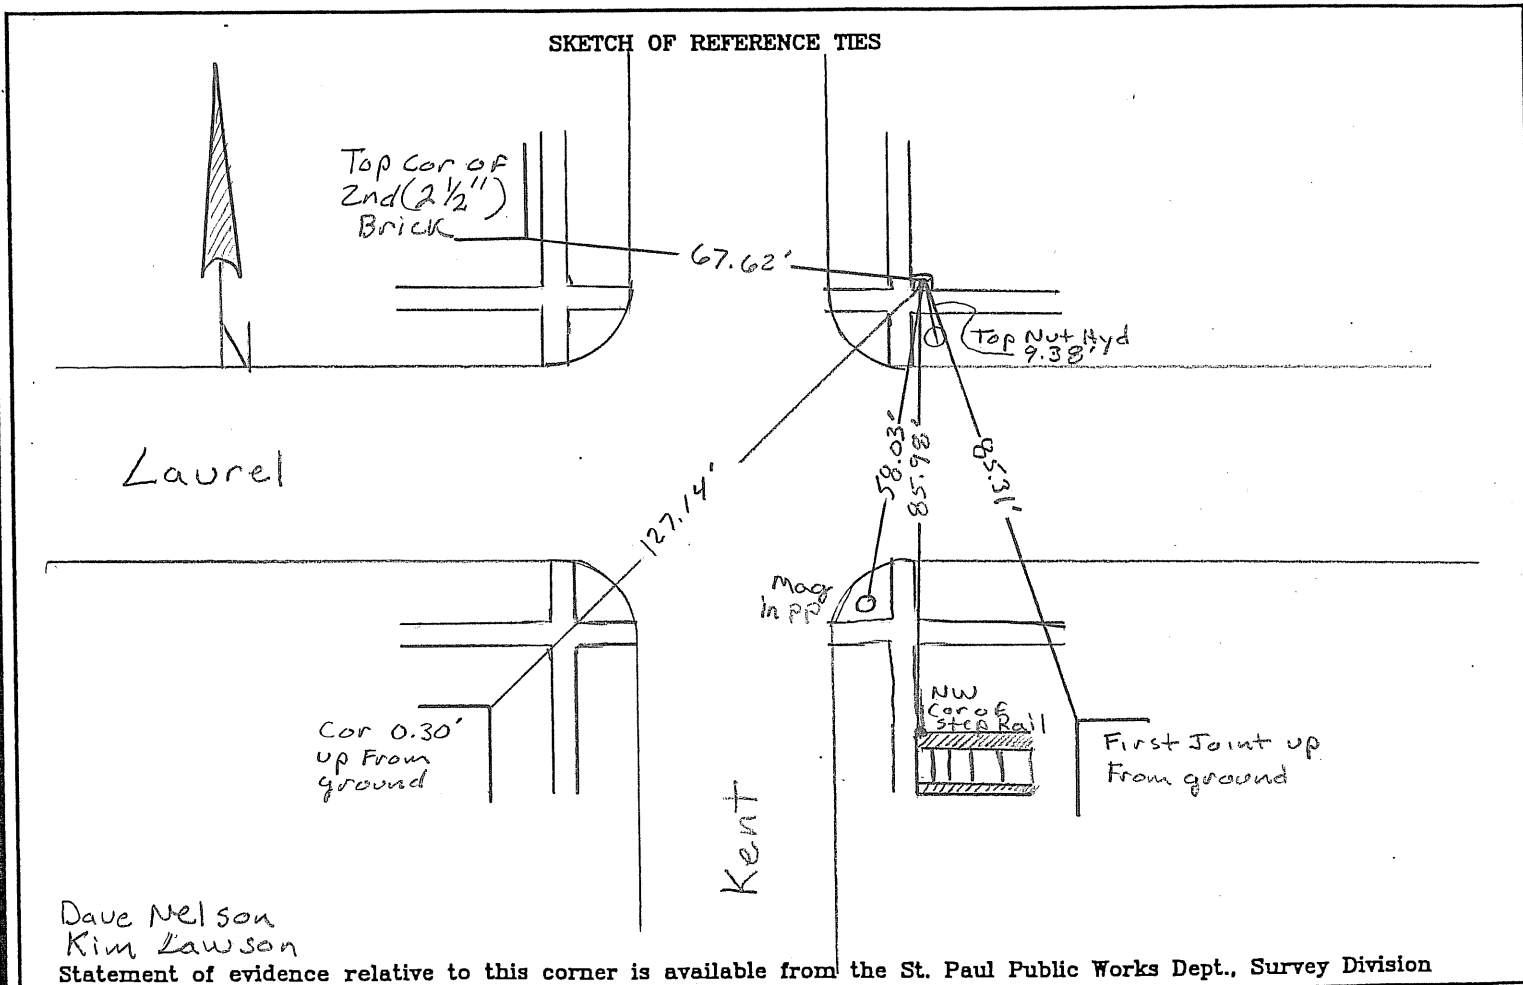 SKETCH OF REFERENCE TIES
Top Cor of
2nd (2 1/2")
Brick
67.62'
Top Nut Hyd
9.38'
N
Laurel
58.03'
85.98'
85.31'
127.14'
Mag
in pp
NW
Cor of
Step Rail
Cor 0.30'
up From
ground
First Joint up
From ground
Kent
Dave Nelson
Kim Lawson
Statement of evidence relative to this corner is available from the St. Paul Public Works Dept., Survey Division